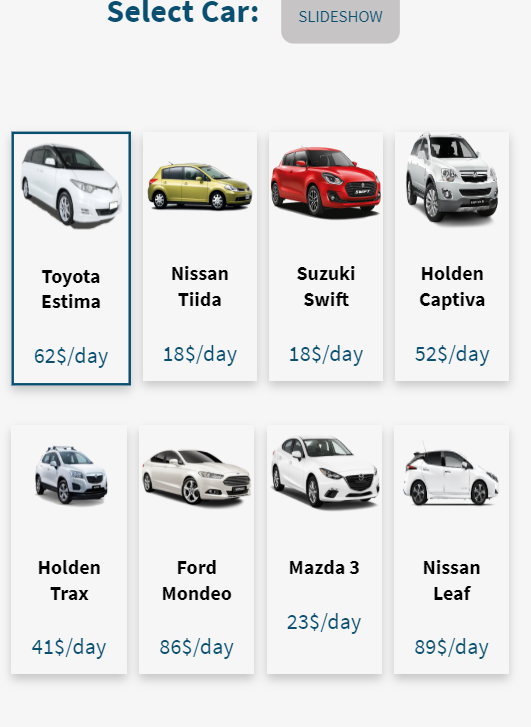 Select Car:
SLIDESHOW
Toyota
Estima
62$/day
Nissan
Tiida
18$/day
SWIFT
Suzuki
Swift
18$/day
Holden
Captiva
52$/day
Holden
Trax
41$/day
Ford
Mondeo
86$/day
Mazda 3
23$/day
Nissan
Leaf
89$/day